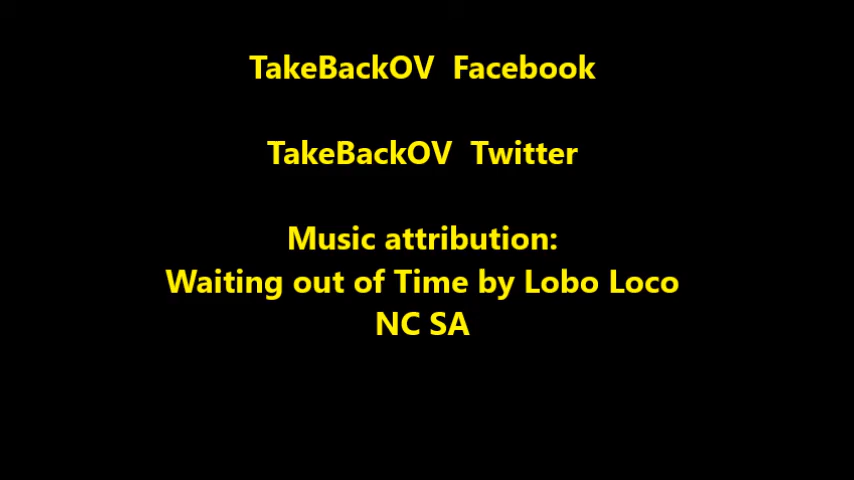 TakeBackOV  Facebook
TakeBackOV  Twitter
Music attribution:
Waiting out of Time by Lobo Loco
NC SA